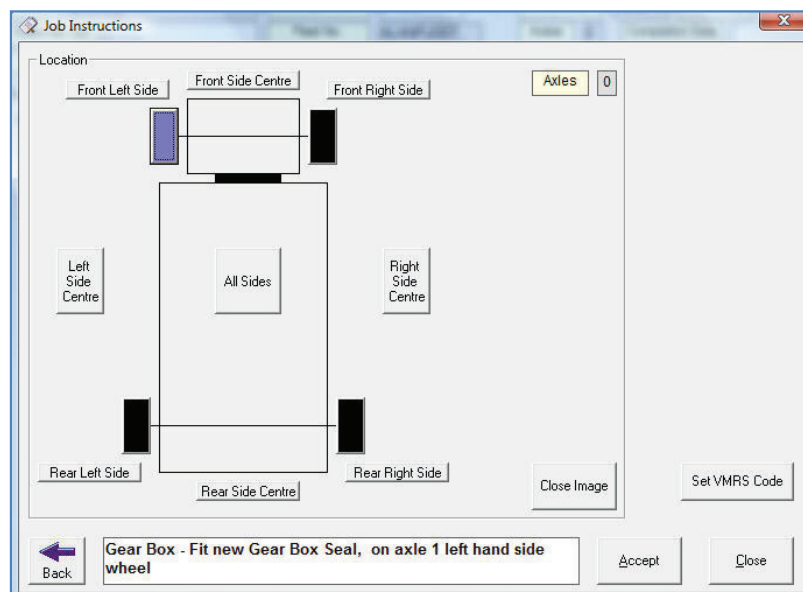 Job Instructions
Location
Front Side Centre
Front Left Side
Front Right Side
Axles 0
Left
Side
Centre
All Sides
Right
Side
Centre
Rear Left Side
Rear Right Side
Rear Side Centre
Close Image
Set VMRS Code
Back
Gear Box - Fit new Gear Box Seal,  on axle 1 left hand side
wheel
Accept
Close